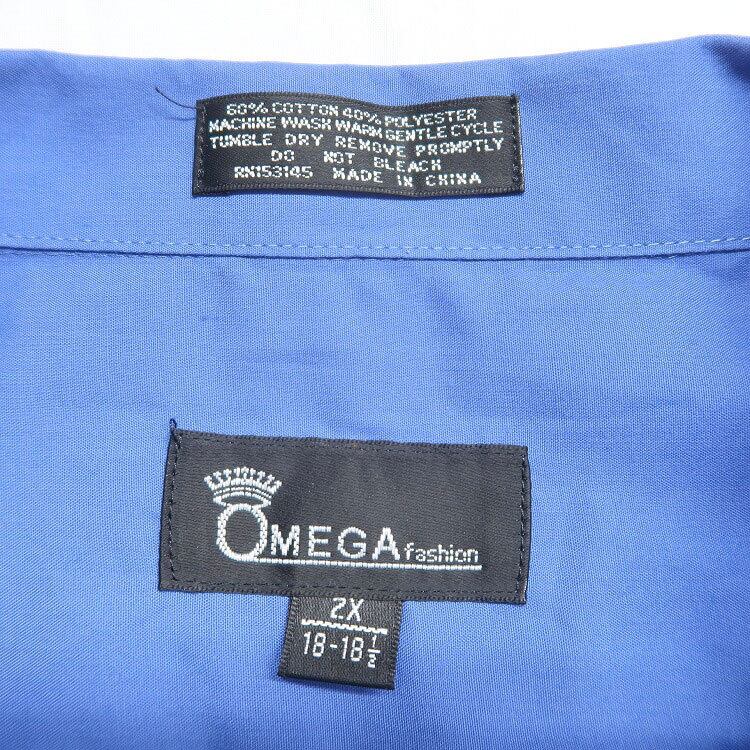 60% COTTON 40% POLYESTER
MACHINE WASH WARM GENTLE CYCLE
TUMBLE DRY REMOVE PROMPTLY
DO NOT BLEACH
RN153145 MADE IN CHINA
OMEGA fashion
2X
18-18½